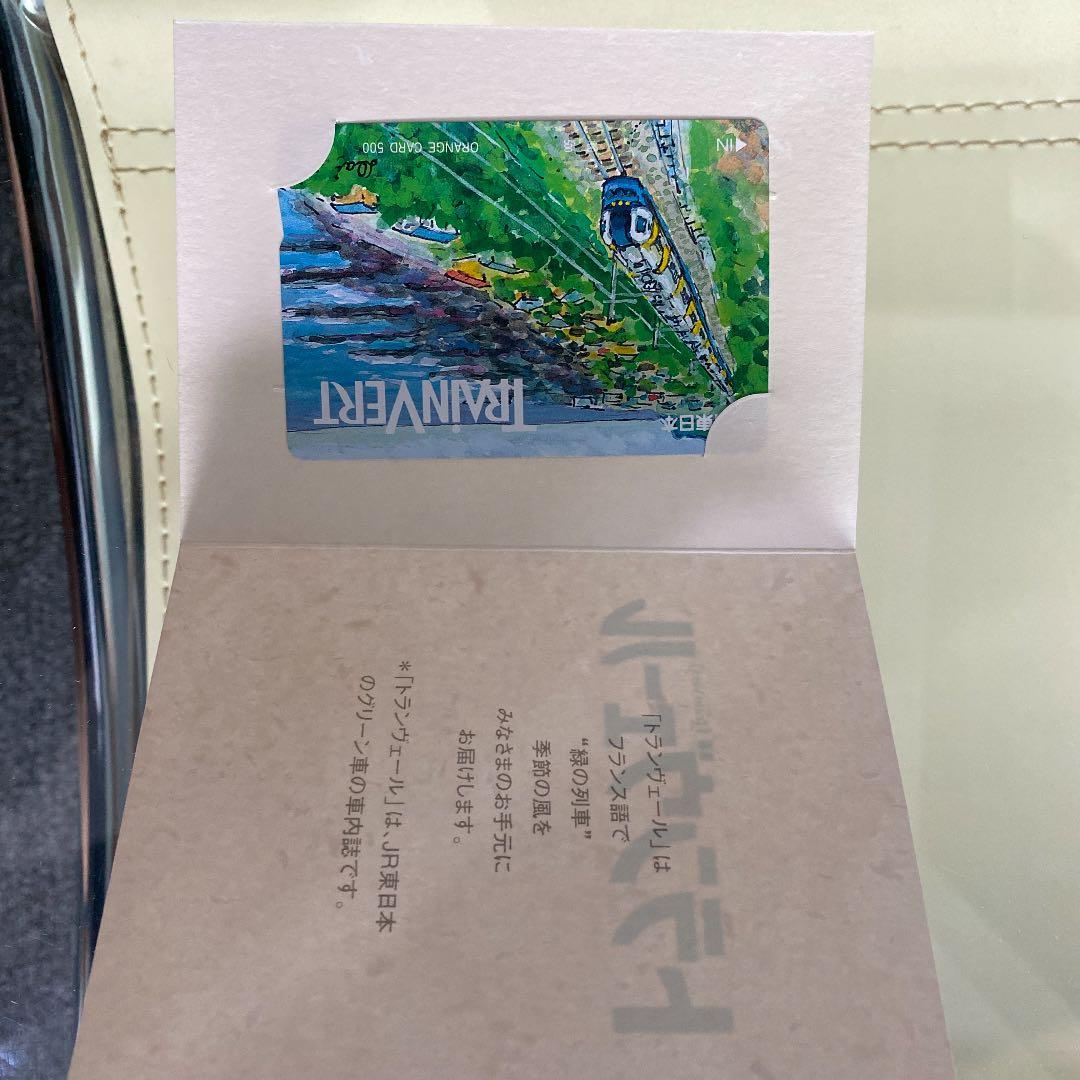 TRAINVERT
東日本
ORANGE CARD 500
◀IN
トランヴェール
「トランヴェール」は
フランス語で
“緑の列車”
季節の風を
みなさまのお手元に
お届けします。
*「トランヴェール」は、JR東日本
のグリーン車の車内誌です。